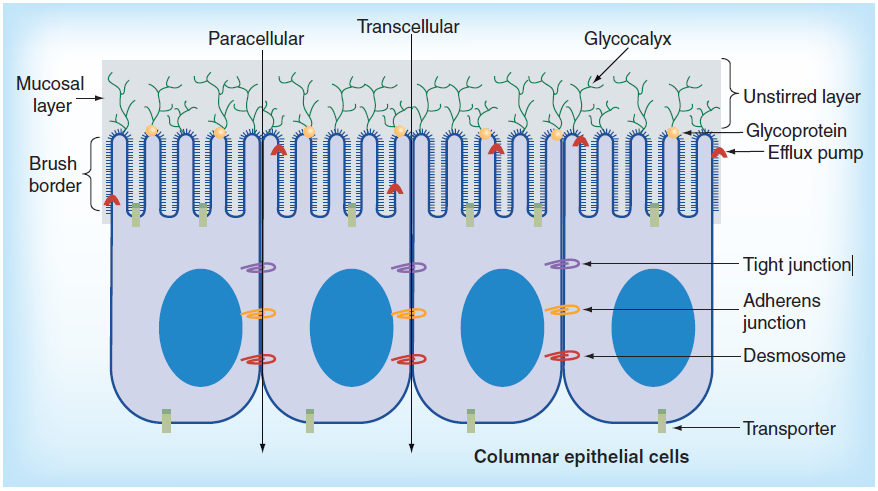 Paracellular
Transcellular
Glycocalyx
Mucosal
layer
Unstirred layer
Glycoprotein
Efflux pump
Brush
border
Tight junction
Adherens
junction
Desmosome
Transporter
Columnar epithelial cells